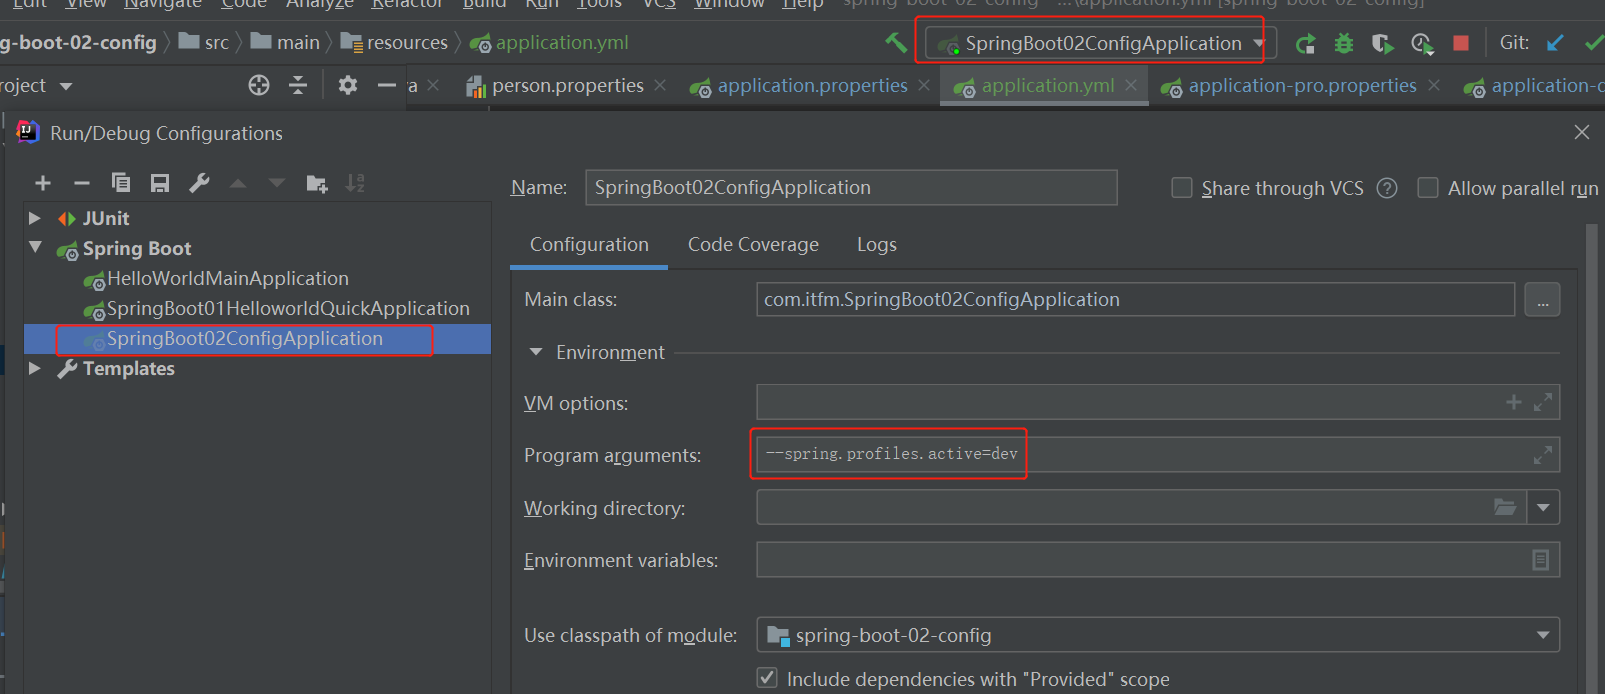 Edit View Navigate Code Analyze Refactor Build Run Tools VCS Window Help spring-boot-02-config ...\application.yml [spring-boot-02-config]
g-boot-02-config src main resources application.yml SpringBoot02ConfigApplication Git:
roject a person.properties application.properties application.yml application-pro.properties application-d
Run/Debug Configurations
Name: SpringBoot02ConfigApplication Share through VCS ? Allow parallel run
JUnit
Spring Boot
HelloWorldMainApplication
SpringBoot01HelloworldQuickApplication
SpringBoot02ConfigApplication
Templates
Configuration Code Coverage Logs
Main class: com.itfm.SpringBoot02ConfigApplication ...
Environment
VM options:
Program arguments: --spring.profiles.active=dev
Working directory:
Environment variables:
Use classpath of module: spring-boot-02-config
Include dependencies with "Provided" scope